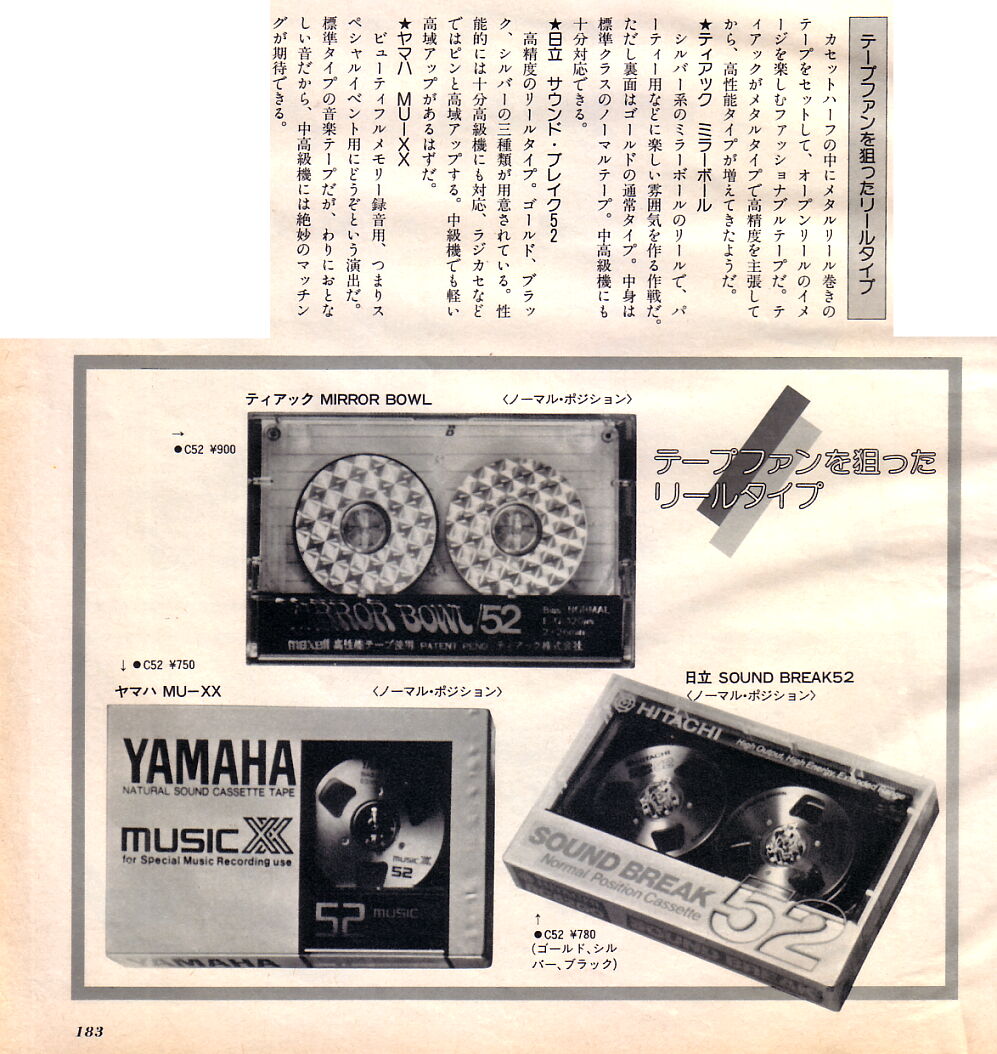 テープファンを狙ったリールタイプ
カセットハーフの中にメタルリール巻きの
テープをセットして、オープンリールのイメ
ージを楽しむファッショナブルテープだ。テ
ィアックがメタルタイプで高精度を主張して
から、高性能タイプが増えてきたようだ。
★ティアック ミラーボール
シルバー系のミラーボールのリールで、パ
ーティー用などに楽しい雰囲気を作る作戦だ。
ただし裏面はゴールドの通常タイプ。中身は
標準クラスのノーマルテープ。中高級機にも
十分対応できる。
★日立 サウンド・ブレイク52
高精度のリールタイプ。ゴールド、ブラッ
ク、シルバーの三種類が用意されている。性
能的には十分高級機にも対応、ラジカセなど
ではピンと高域アップする。中級機でも軽い
高域アップがあるはずだ。
★ヤマハ MU-XX
ビューティフルメモリー録音用、つまりス
ペシャルイベント用にどうぞという演出だ。
標準タイプの音楽テープだが、わりにおとな
しい音だから、中高級機には絶妙のマッチン
グが期待できる。
ティアック MIRROR BOWL 〈ノーマル・ポジション〉
→
●C52 ¥900
テープファンを狙った
リールタイプ
MIRROR BOWL/52
Bias NORMAL
maxell 高性能テープ使用 PATENT PEND ティアック株式会社
↓ ●C52 ¥750
ヤマハ MU-XX 〈ノーマル・ポジション〉
YAMAHA
NATURAL SOUND CASSETTE TAPE
MUSIC XX
for Special Music Recording use
MUSIC XX
52
52 MUSIC
YAMAHA
日立 SOUND BREAK52
〈ノーマル・ポジション〉
HITACHI
High Output, High Energy, Extended Range
HITACHI
SOUND BREAK
52
Normal Position Cassette
SOUND BREAK
↑
●C52 ¥780
(ゴールド、シル
バー、ブラック)
183